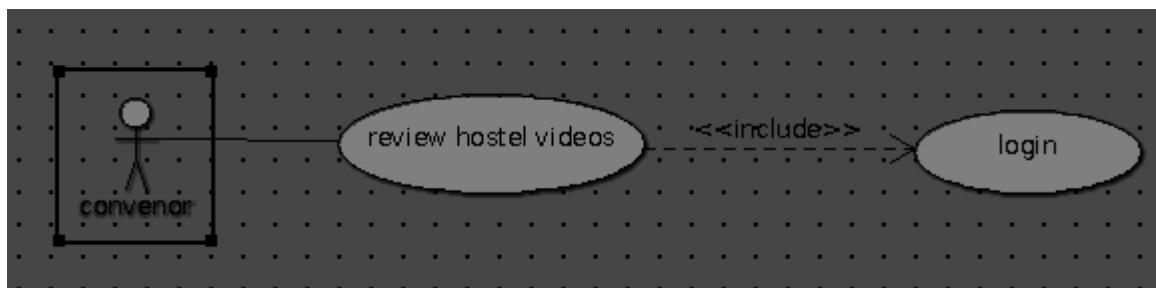 convenor
review hostel videos
<<include>>
login